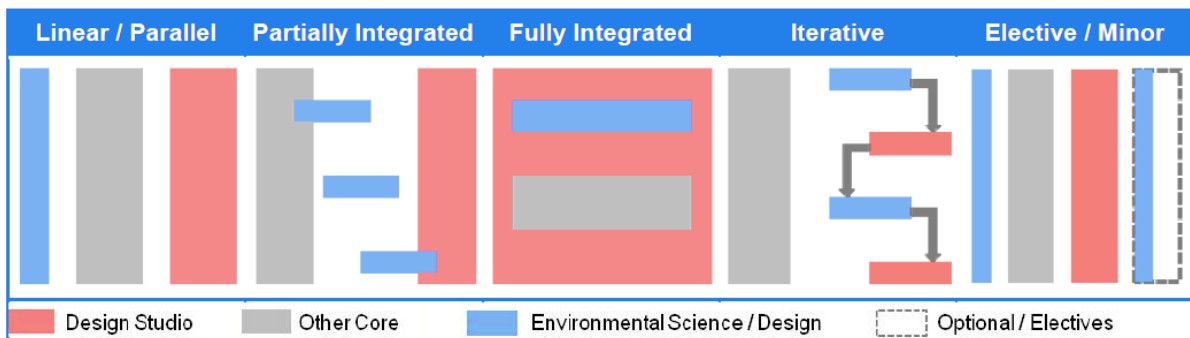 Linear / Parallel
Partially Integrated
Fully Integrated
Iterative
Elective / Minor
Design Studio
Other Core
Environmental Science / Design
Optional / Electives